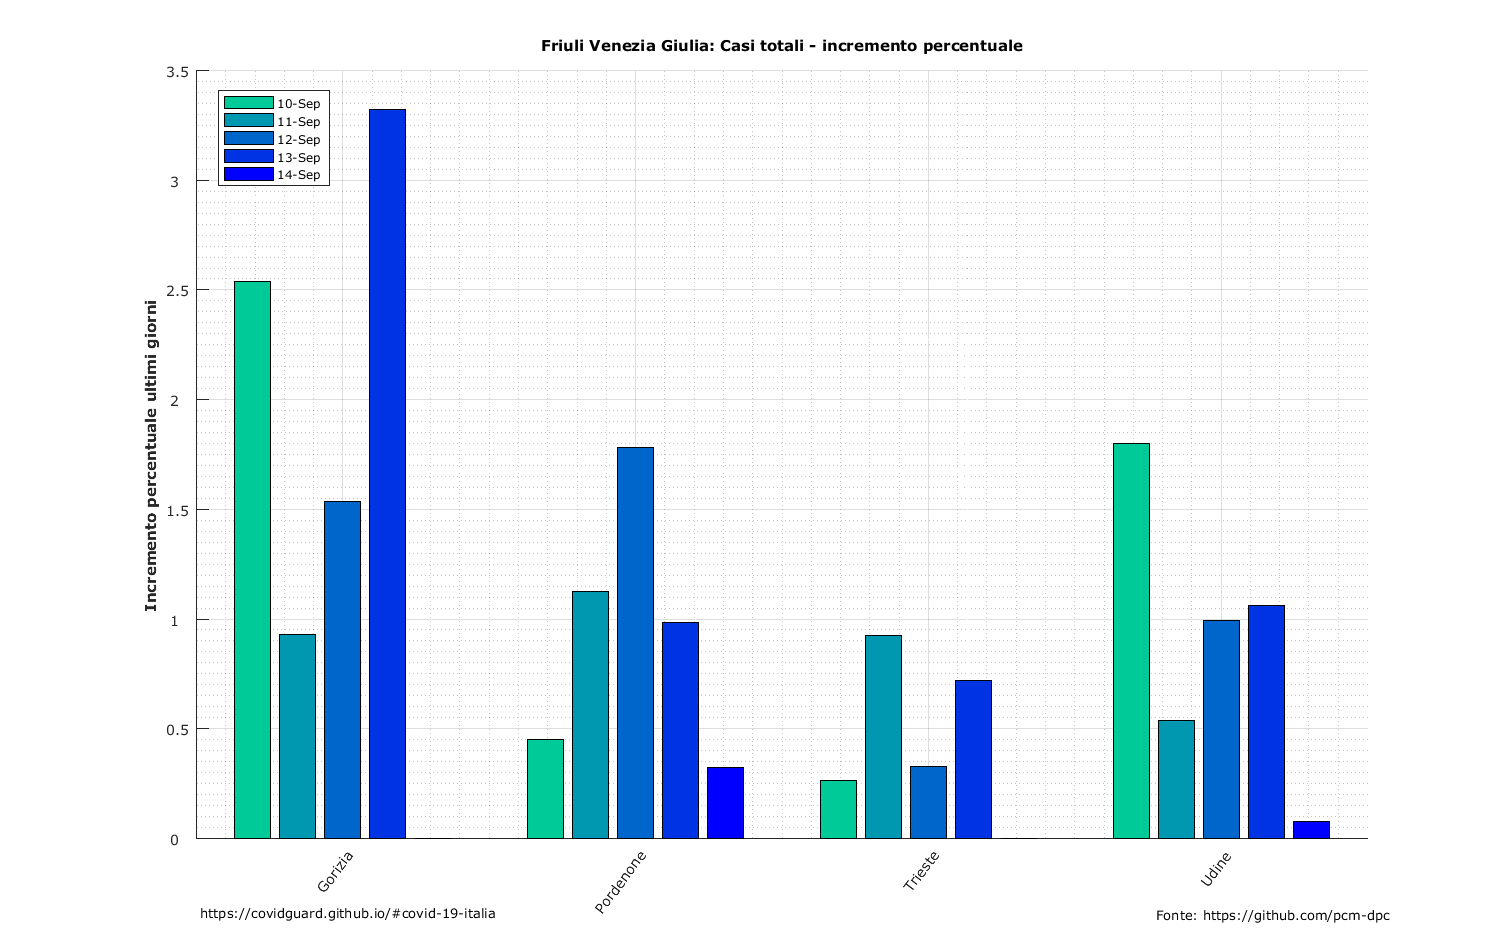 Friuli Venezia Giulia: Casi totali - incremento percentuale
3.5
3
2.5
2
1.5
1
0.5
0
Incremento percentuale ultimi giorni
10-Sep
11-Sep
12-Sep
13-Sep
14-Sep
Gorizia
Pordenone
Trieste
Udine
https://covidguard.github.io/#covid-19-italia
Fonte: https://github.com/pcm-dpc